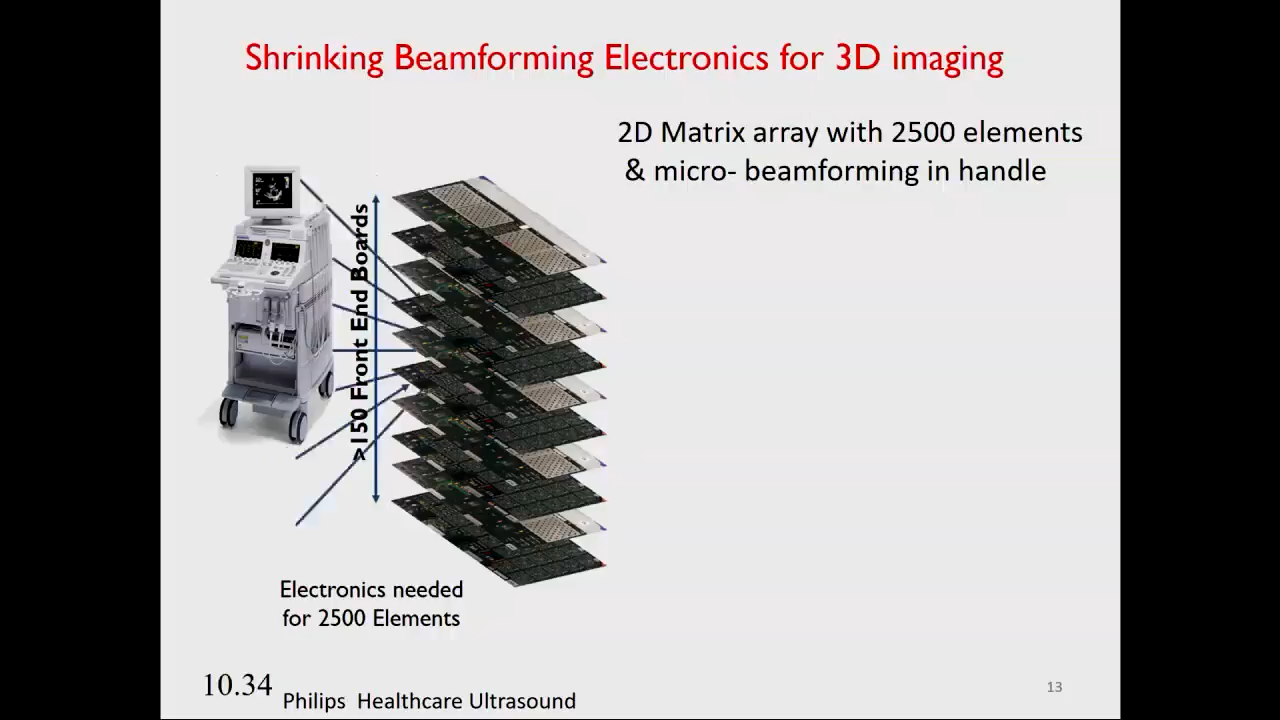 Shrinking Beamforming Electronics for 3D imaging
2D Matrix array with 2500 elements
& micro- beamforming in handle
>150 Front End Boards
Electronics needed
for 2500 Elements
10.34
Philips Healthcare Ultrasound
13